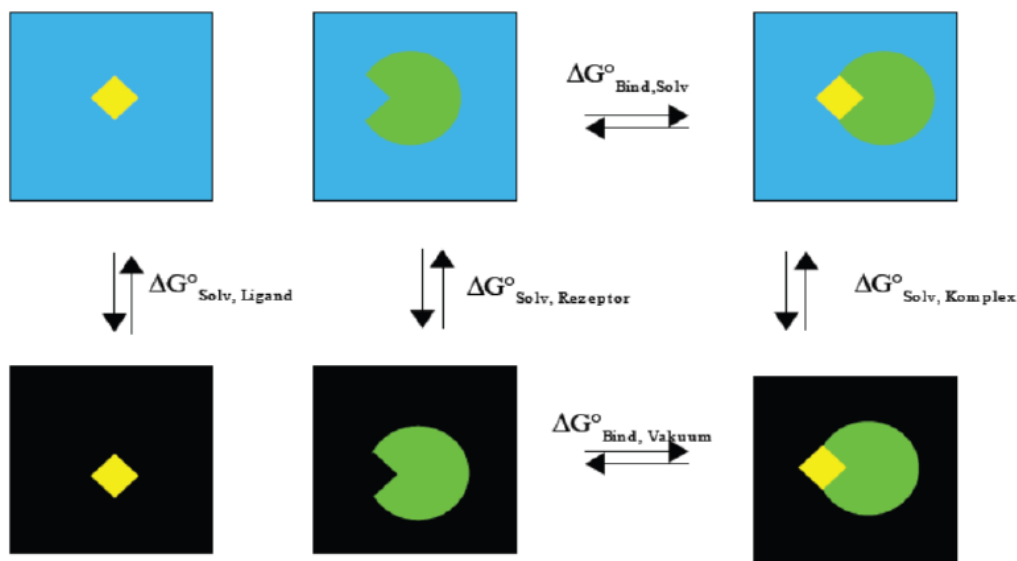 ΔG°Bind,Solv
ΔG°Solv, Ligand
ΔG°Solv, Rezeptor
ΔG°Solv, Komplex
ΔG°Bind, Vakuum